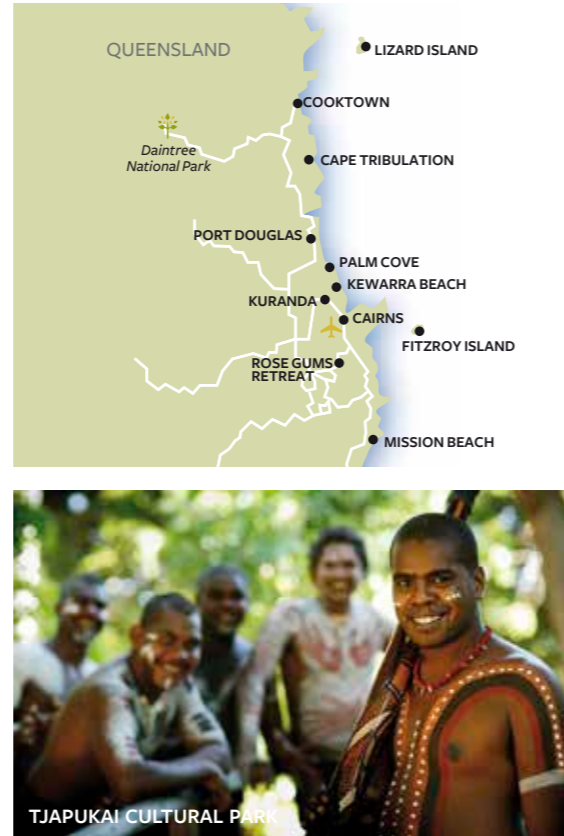 QUEENSLAND
LIZARD ISLAND
COOKTOWN
Daintree
National Park
CAPE TRIBULATION
PORT DOUGLAS
PALM COVE
KEWARRA BEACH
KURANDA
CAIRNS
FITZROY ISLAND
ROSE GUMS
RETREAT
MISSION BEACH
TJAPUKAI CULTURAL PARK